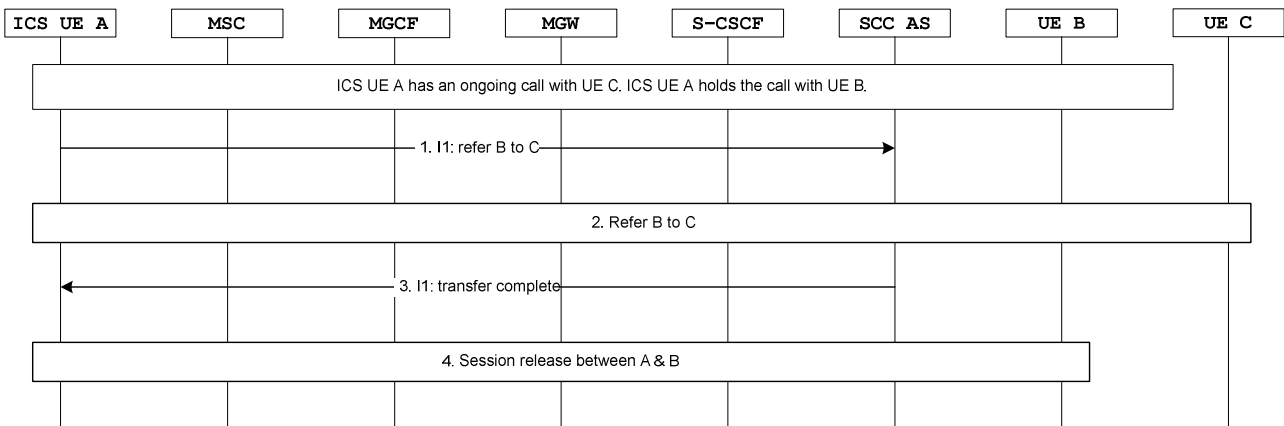 ICS UE A
MSC
MGCF
MGW
S-CSCF
SCC AS
UE B
UE C
ICS UE A has an ongoing call with UE C. ICS UE A holds the call with UE B.
1. I1: refer B to C
2. Refer B to C
3. I1: transfer complete
4. Session release between A & B